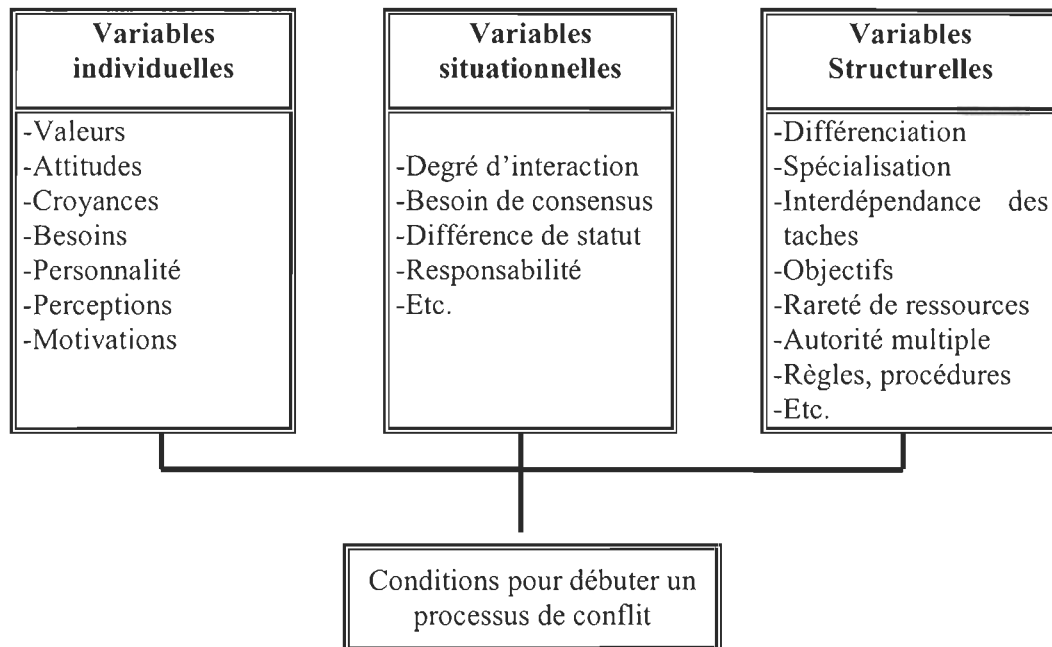 Variables
individuelles
-Valeurs
-Attitudes
-Croyances
-Besoins
-Personnalité
-Perceptions
-Motivations
Variables
situationnelles
-Degré d'interaction
-Besoin de consensus
-Différence de statut
-Responsabilité
-Etc.
Variables
Structurelles
-Différenciation
-Spécialisation
-Interdépendance des
taches
-Objectifs
-Rareté de ressources
-Autorité multiple
-Règles, procédures
-Etc.
Conditions pour débuter un
processus de conflit